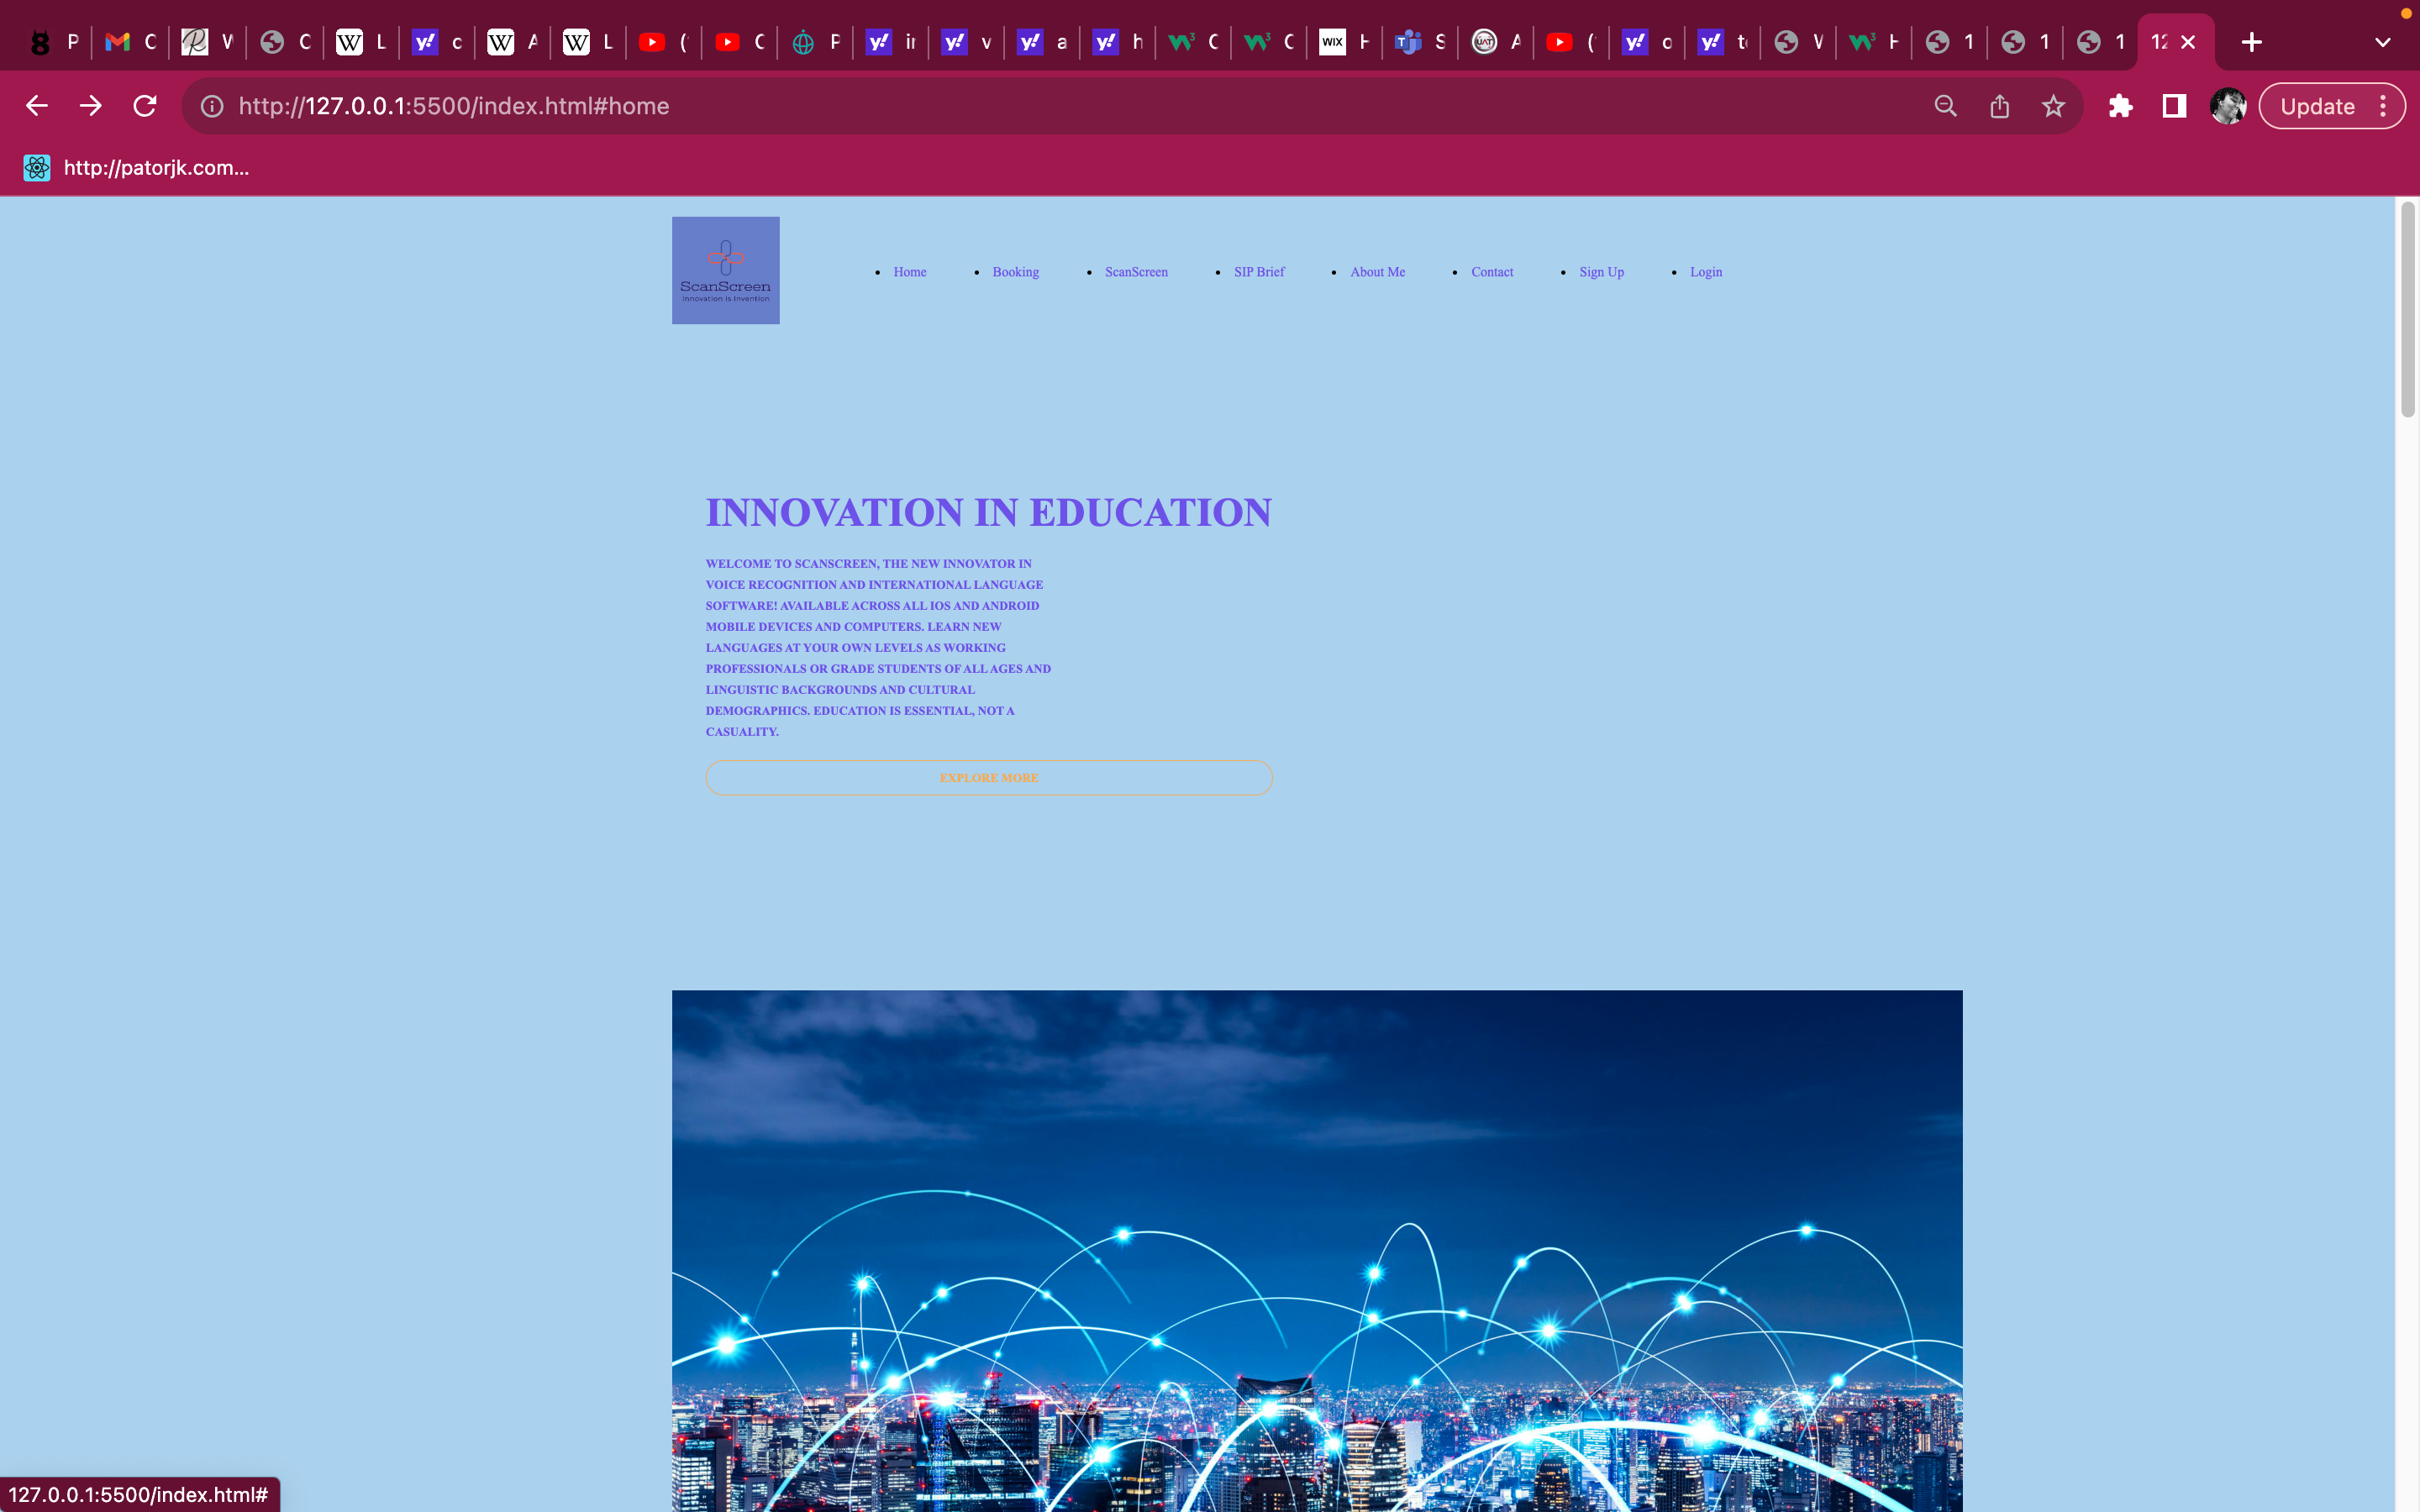 8 P C W C L c A L ( C P in v a h C C H S A ( o t W H 1 1 1 12
http://127.0.0.1:5500/index.html#home
Update
http://patorjk.com...
ScanScreen
Innovation is Invention
Home Booking ScanScreen SIP Brief About Me Contact Sign Up Login
INNOVATION IN EDUCATION
WELCOME TO SCANSCREEN, THE NEW INNOVATOR IN
VOICE RECOGNITION AND INTERNATIONAL LANGUAGE
SOFTWARE! AVAILABLE ACROSS ALL IOS AND ANDROID
MOBILE DEVICES AND COMPUTERS. LEARN NEW
LANGUAGES AT YOUR OWN LEVELS AS WORKING
PROFESSIONALS OR GRADE STUDENTS OF ALL AGES AND
LINGUISTIC BACKGROUNDS AND CULTURAL
DEMOGRAPHICS. EDUCATION IS ESSENTIAL, NOT A
CASUALITY.
EXPLORE MORE
127.0.0.1:5500/index.html#